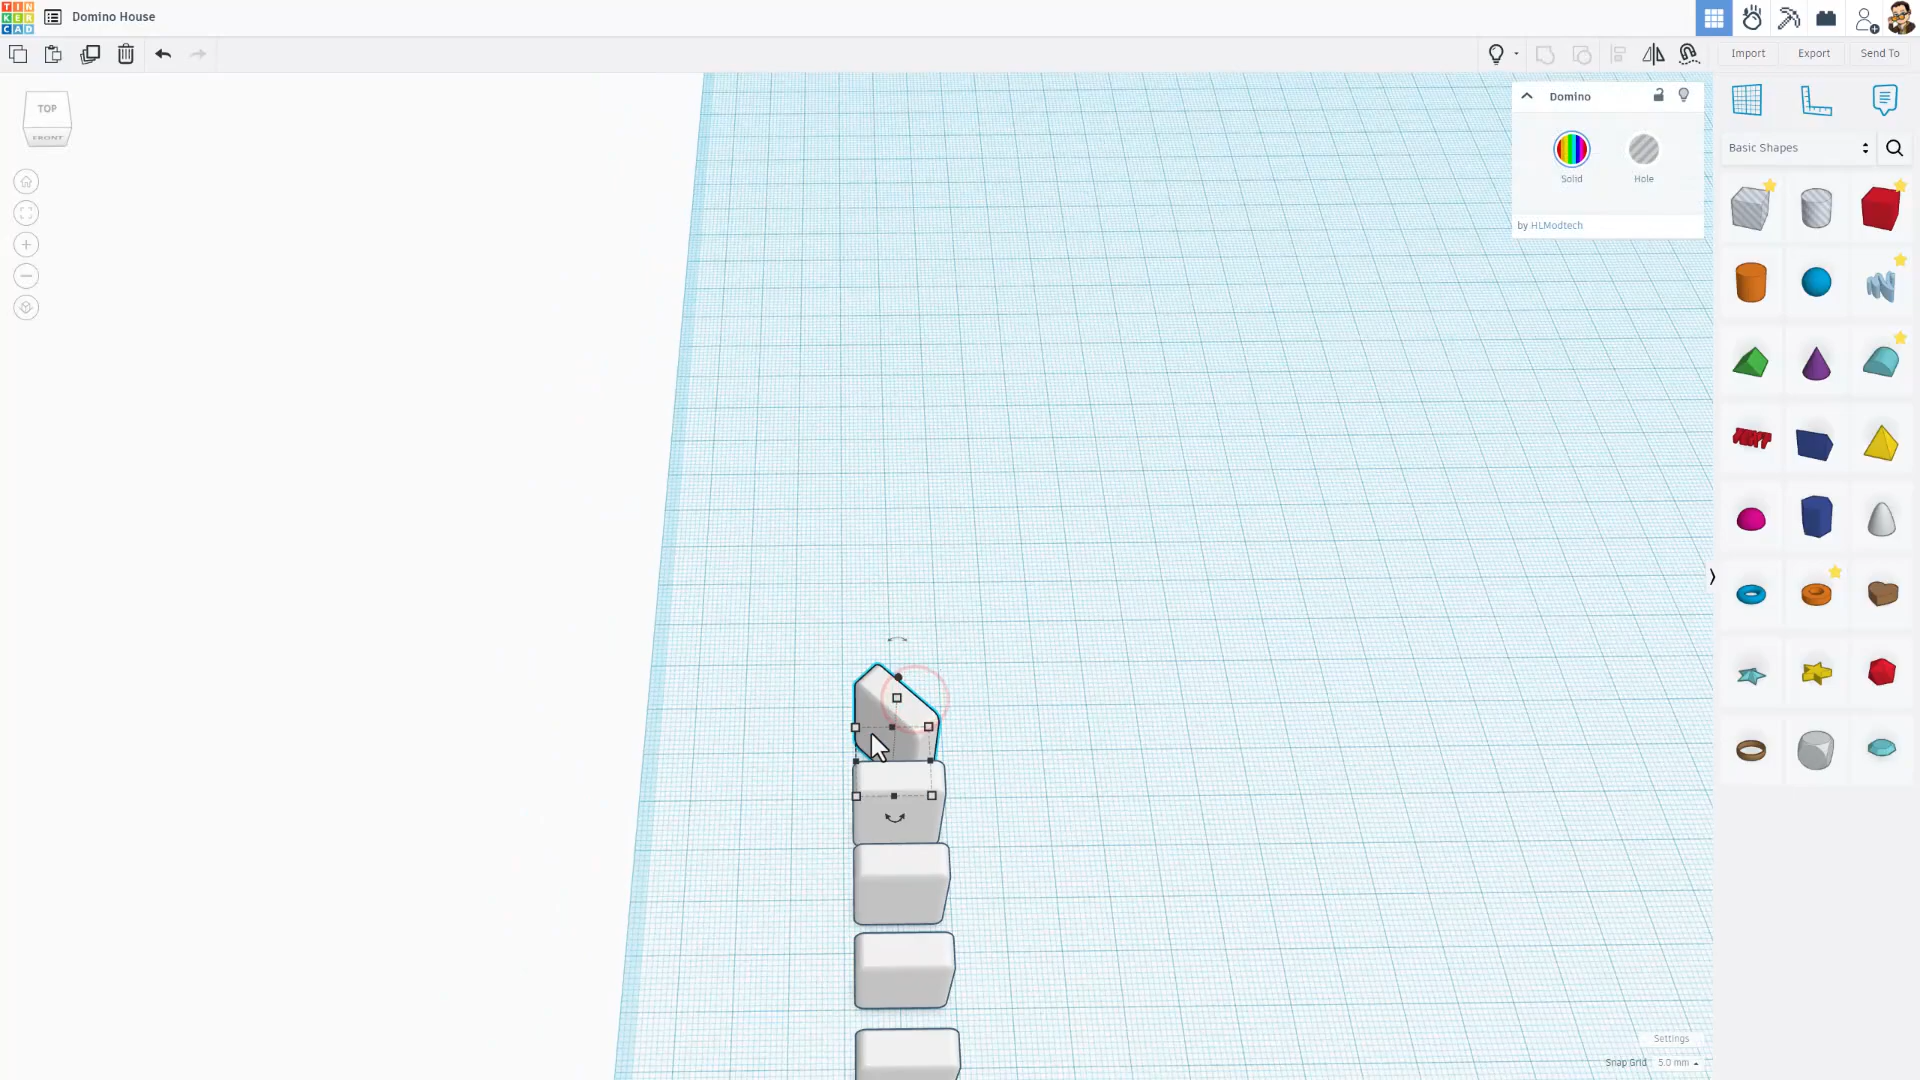 TIN
KER
CAD
Domino House
Import
Export
Send To
TOP
FRONT
Domino
Solid
Hole
by HLModtech
Basic Shapes
Settings
Snap Grid 5.0 mm